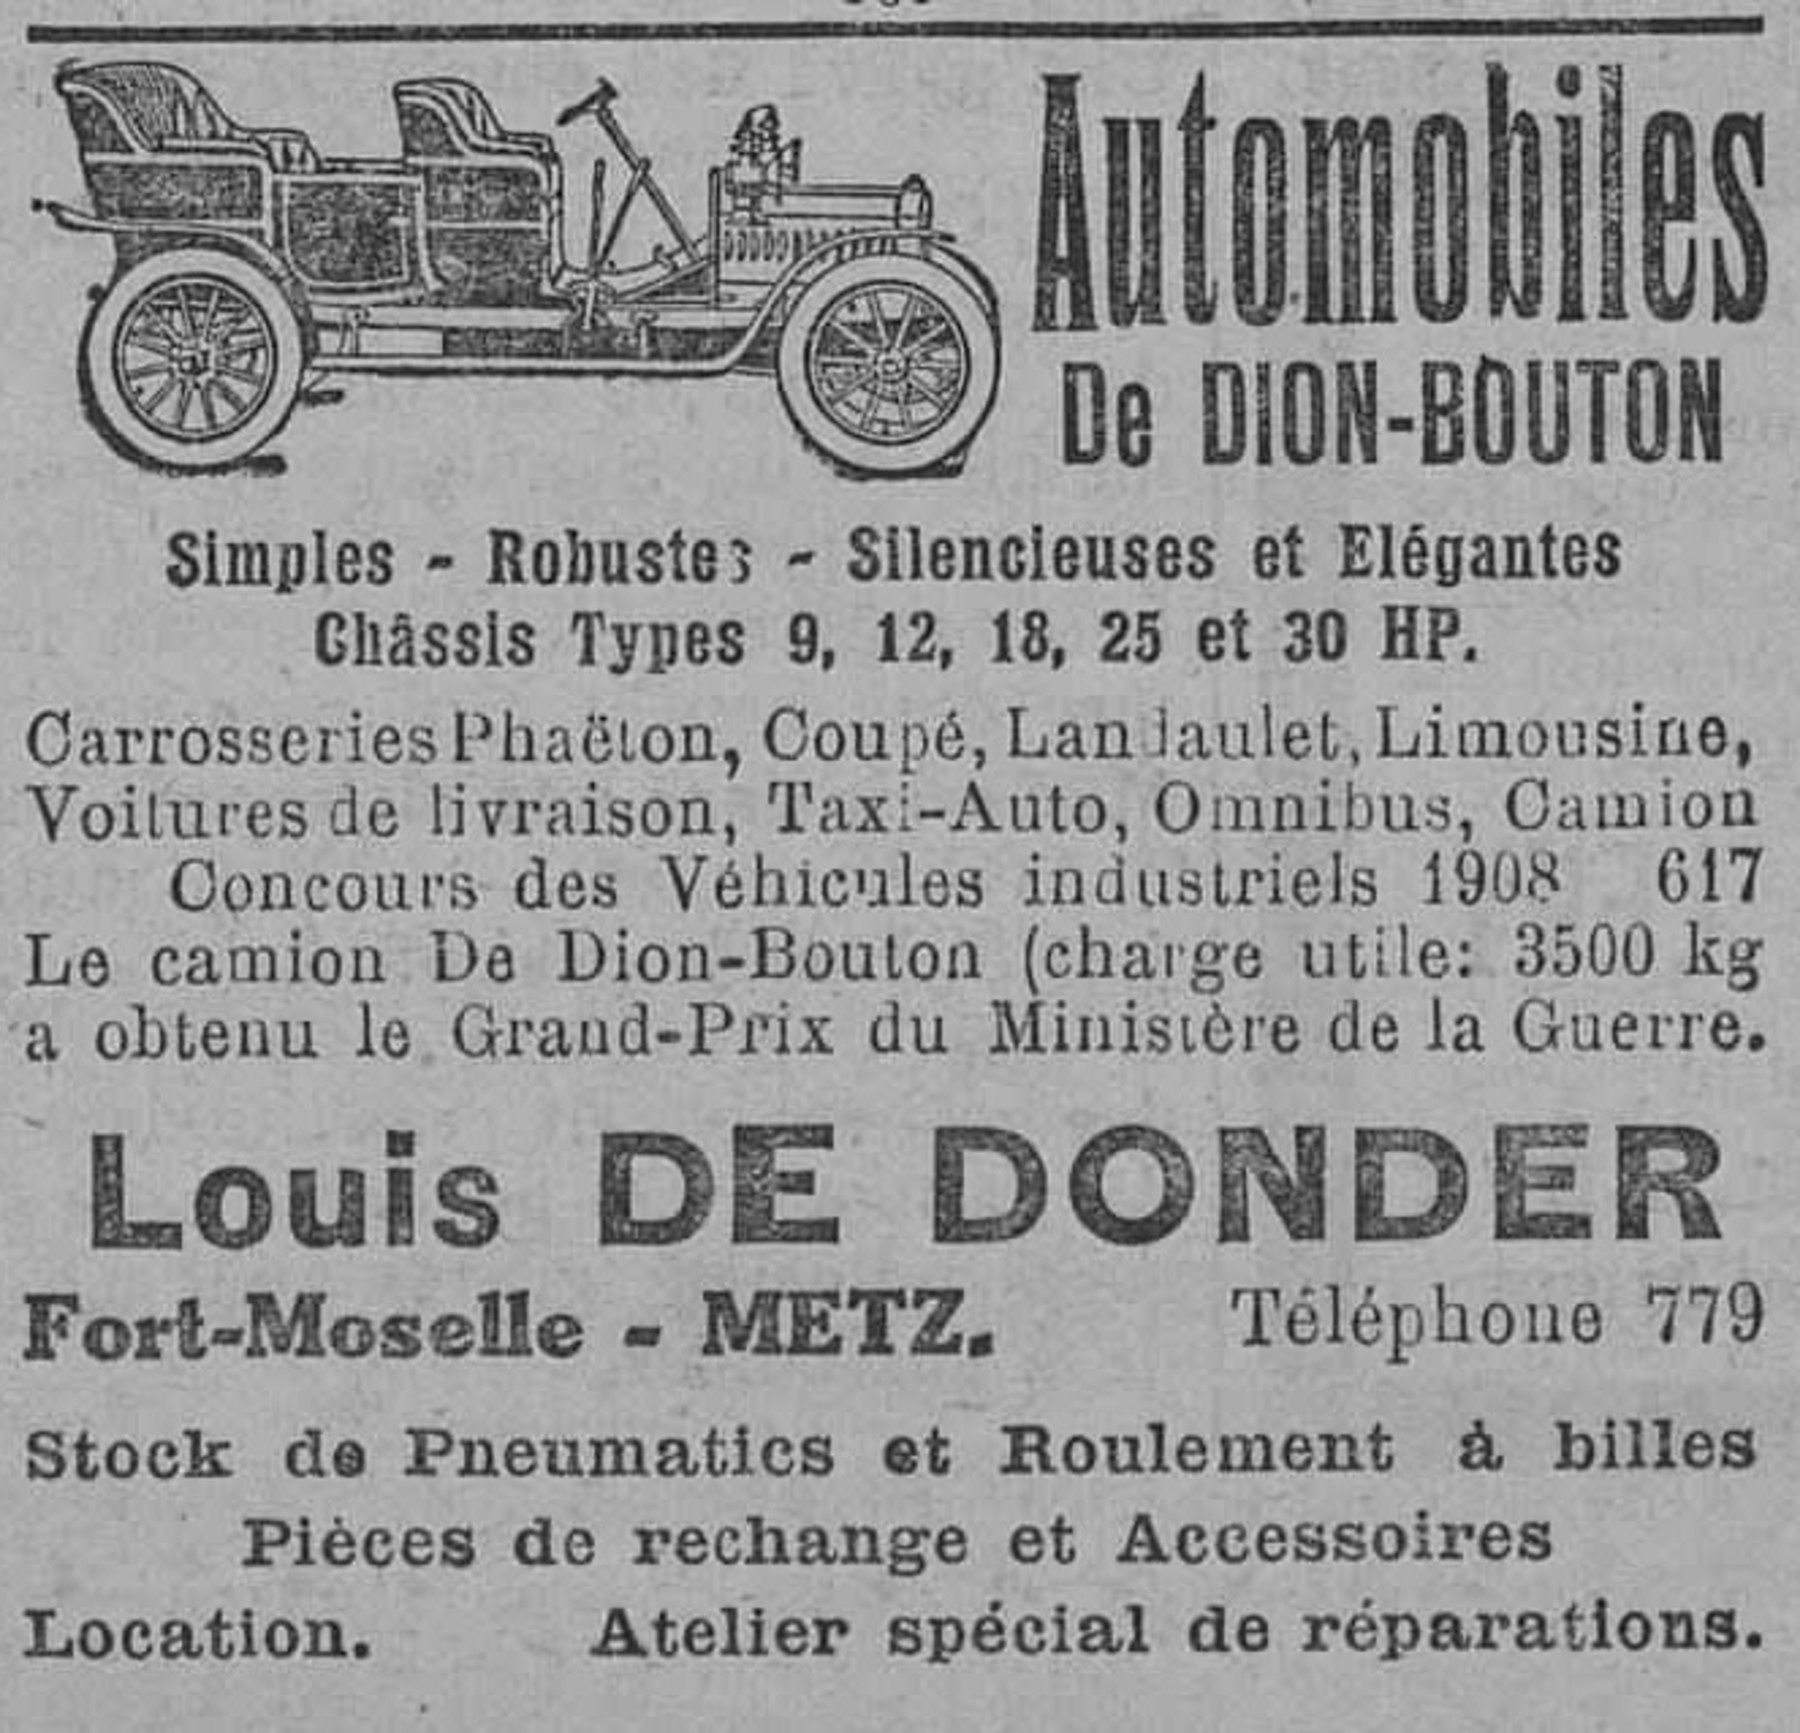 Automobiles
De DION-BOUTON
Simples - Robustes - Silencieuses et Elégantes
Châssis Types 9, 12, 18, 25 et 30 HP.
Carrosseries Phaëton, Coupé, Landaulet, Limousine,
Voitures de livraison, Taxi-Auto, Omnibus, Camion
Concours des Véhicules industriels 1908 617
Le camion De Dion-Bouton (charge utile: 3500 kg
a obtenu le Grand-Prix du Ministère de la Guerre.
Louis DE DONDER
Fort-Moselle - METZ. Téléphone 779
Stock de Pneumatics et Roulement à billes
Pièces de rechange et Accessoires
Location. Atelier spécial de réparations.